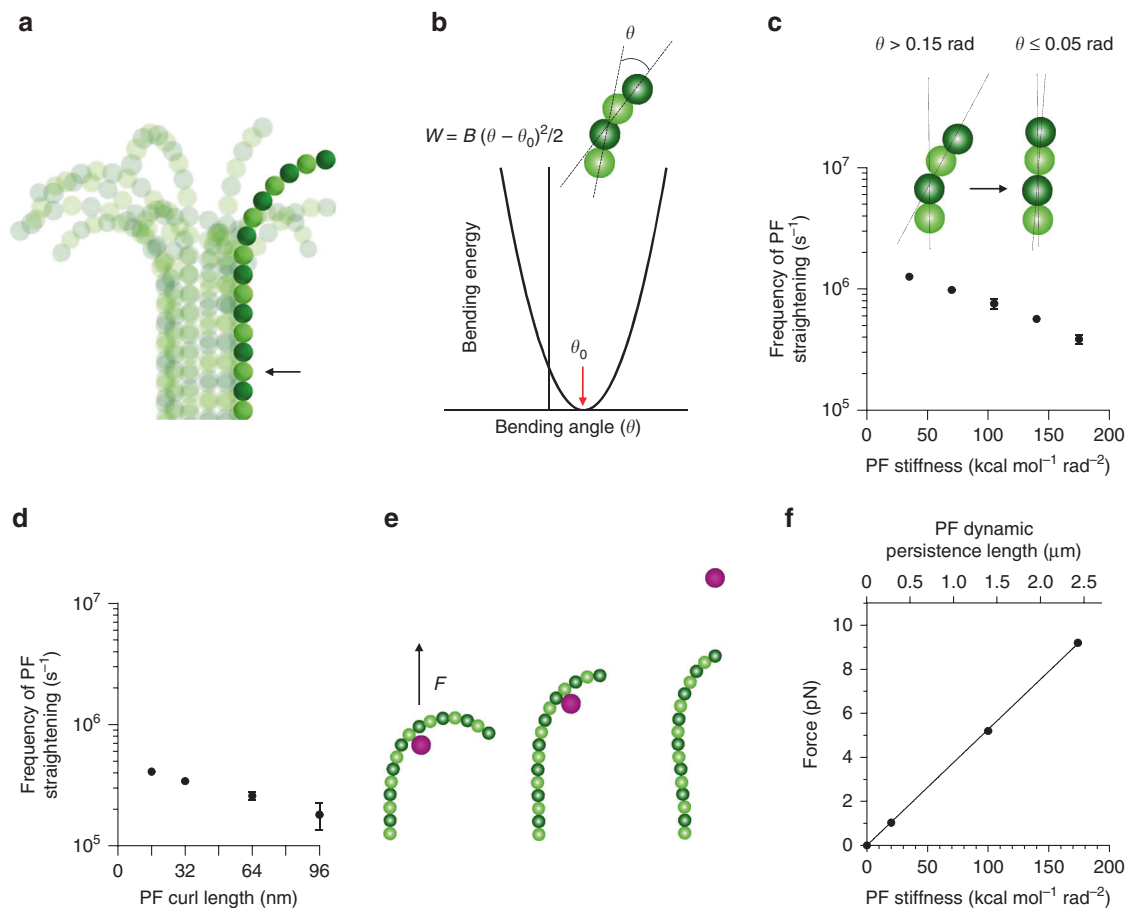 a
b
θ
W = B (θ – θ₀)²/2
Bending energy
θ₀
Bending angle (θ)
c
θ > 0.15 rad
θ ≤ 0.05 rad
Frequency of PF
straightening (s⁻¹)
10⁷
10⁶
10⁵
0 50 100 150 200
PF stiffness (kcal mol⁻¹ rad⁻²)
d
Frequency of PF
straightening (s⁻¹)
10⁷
10⁶
10⁵
0 32 64 96
PF curl length (nm)
e
F
f
PF dynamic
persistence length (μm)
0 0.5 1.0 1.5 2.0 2.5
Force (pN)
10
8
6
4
2
0
0 50 100 150 200
PF stiffness (kcal mol⁻¹ rad⁻²)